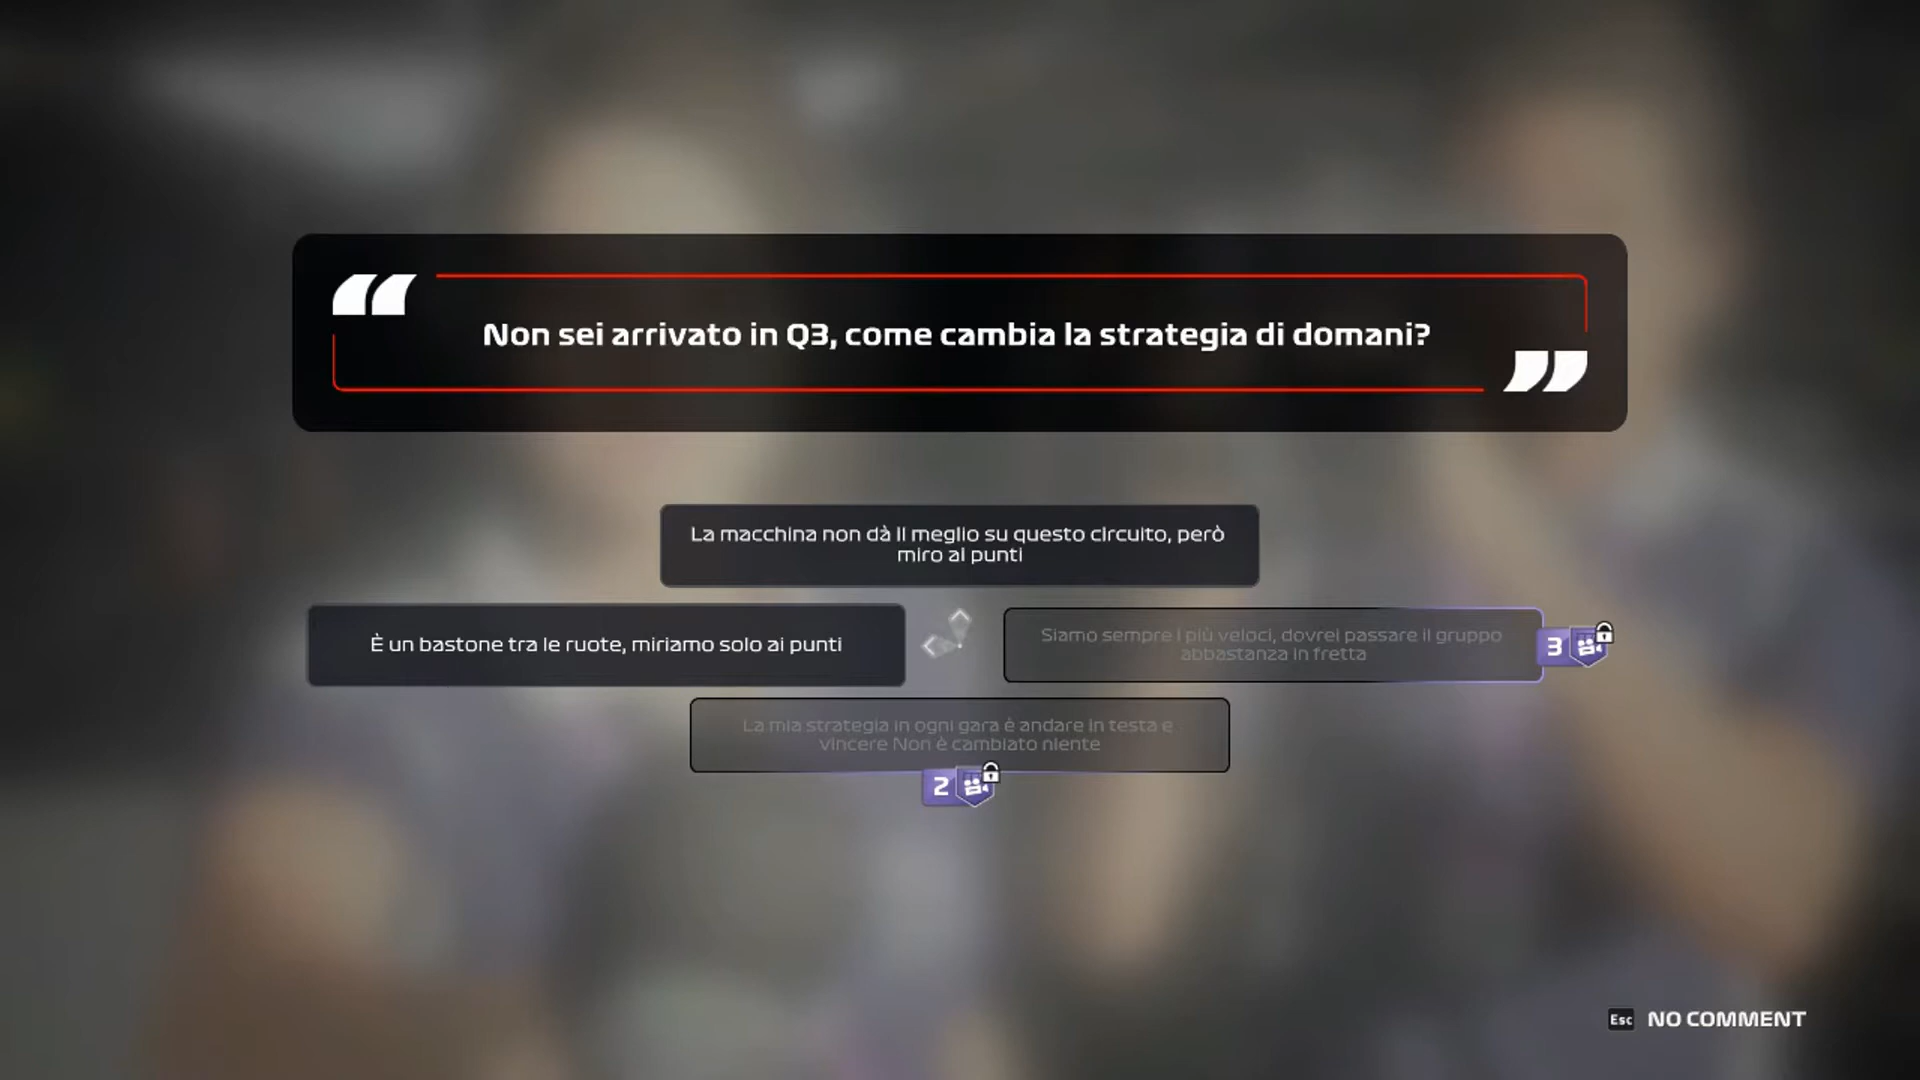 Non sei arrivato in Q3, come cambia la strategia di domani?
La macchina non dà il meglio su questo circuito, però
miro ai punti
È un bastone tra le ruote, miriamo solo ai punti
Siamo sempre i più veloci, dovrei passare il gruppo
abbastanza in fretta
3
La mia strategia in ogni gara è andare in testa e
vincere Non è cambiato niente
2
Esc NO COMMENT